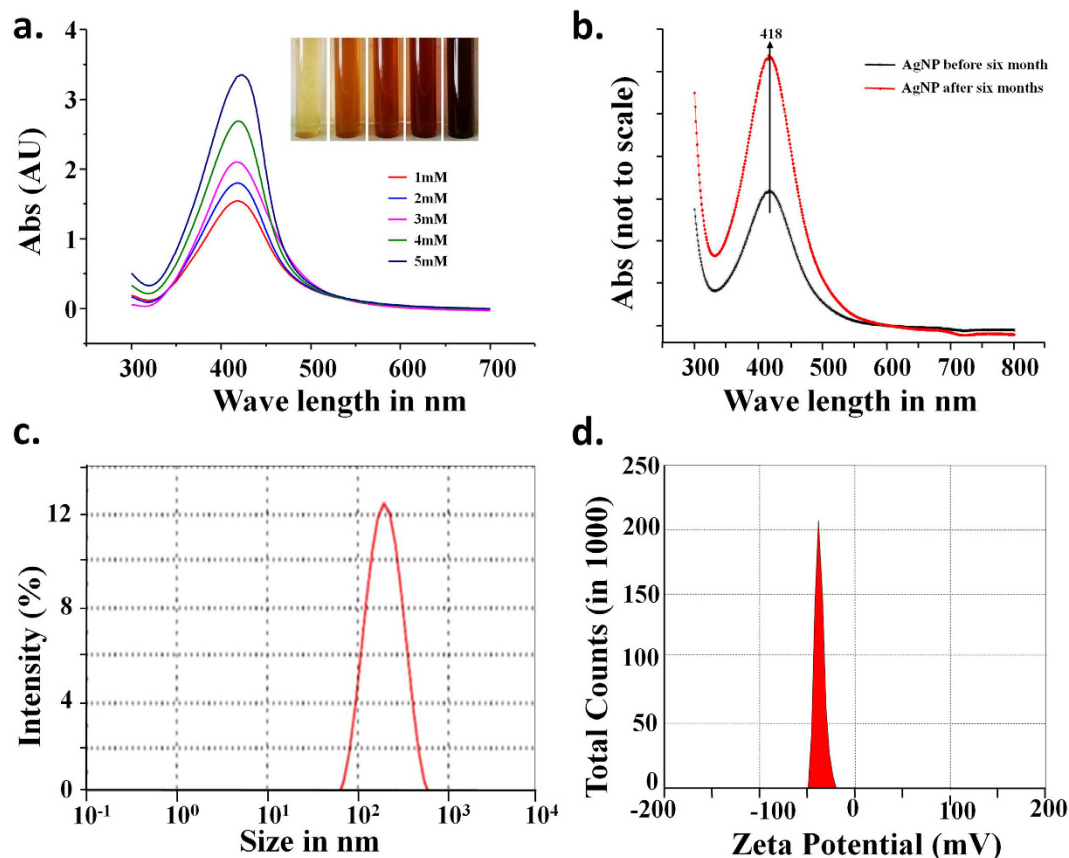 a.
Abs (AU)
4
3
2
1
0
1mM
2mM
3mM
4mM
5mM
300
400
500
600
700
Wave length in nm
b.
Abs (not to scale)
418
AgNP before six month
AgNP after six months
300
400
500
600
700
800
Wave length in nm
c.
Intensity (%)
12
8
4
0
10-1
100
101
102
103
104
Size in nm
d.
Total Counts (in 1000)
250
200
150
100
50
0
-200
-100
0
100
200
Zeta Potential (mV)